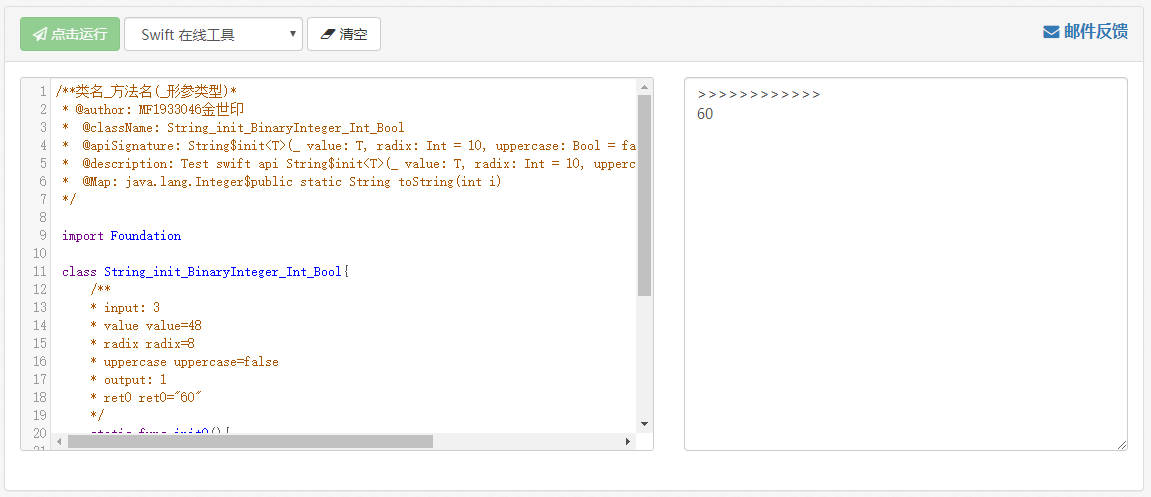 点击运行 Swift 在线工具 清空 邮件反馈
1 /**类名_方法名(_形参类型)*
2 * @author: MF1933046金世印
3 *  @className: String_init_BinaryInteger_Int_Bool
4 *  @apiSignature: String$init<T>(_ value: T, radix: Int = 10, uppercase: Bool = fa
5 *  @description: Test swift api String$init<T>(_ value: T, radix: Int = 10, upperc
6 *  @Map: java.lang.Integer$public static String toString(int i)
7 */
8
9 import Foundation
10
11 class String_init_BinaryInteger_Int_Bool{
12 /**
13 * input: 3
14 * value value=48
15 * radix radix=8
16 * uppercase uppercase=false
17 * output: 1
18 * ret0 ret0="60"
19 */
20 static func init0(){
21
>>>>>>>>>>>>
60